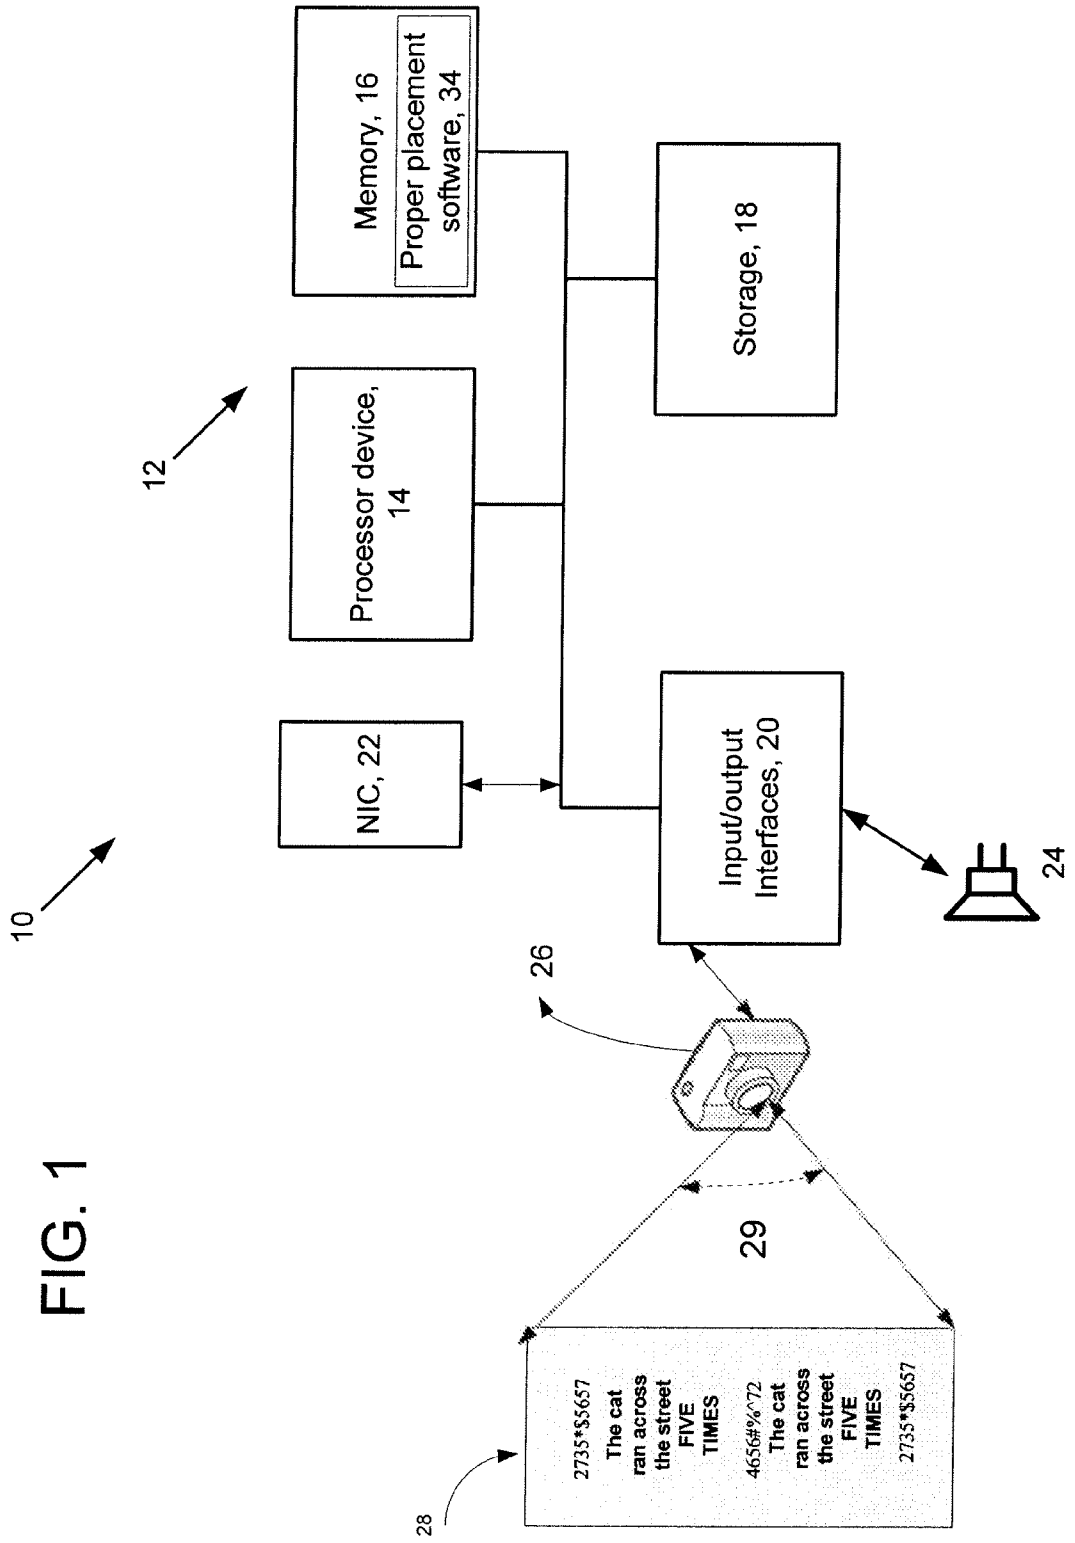 FIG. 1
10
12
NIC, 22
Processor device,
14
Memory, 16
Proper placement
software, 34
Input/output
Interfaces, 20
Storage, 18
26
24
29
28
2735*$5657
The cat
ran across
the street
FIVE
TIMES
4656#%^72
The cat
ran across
the street
FIVE
TIMES
2735*$5657